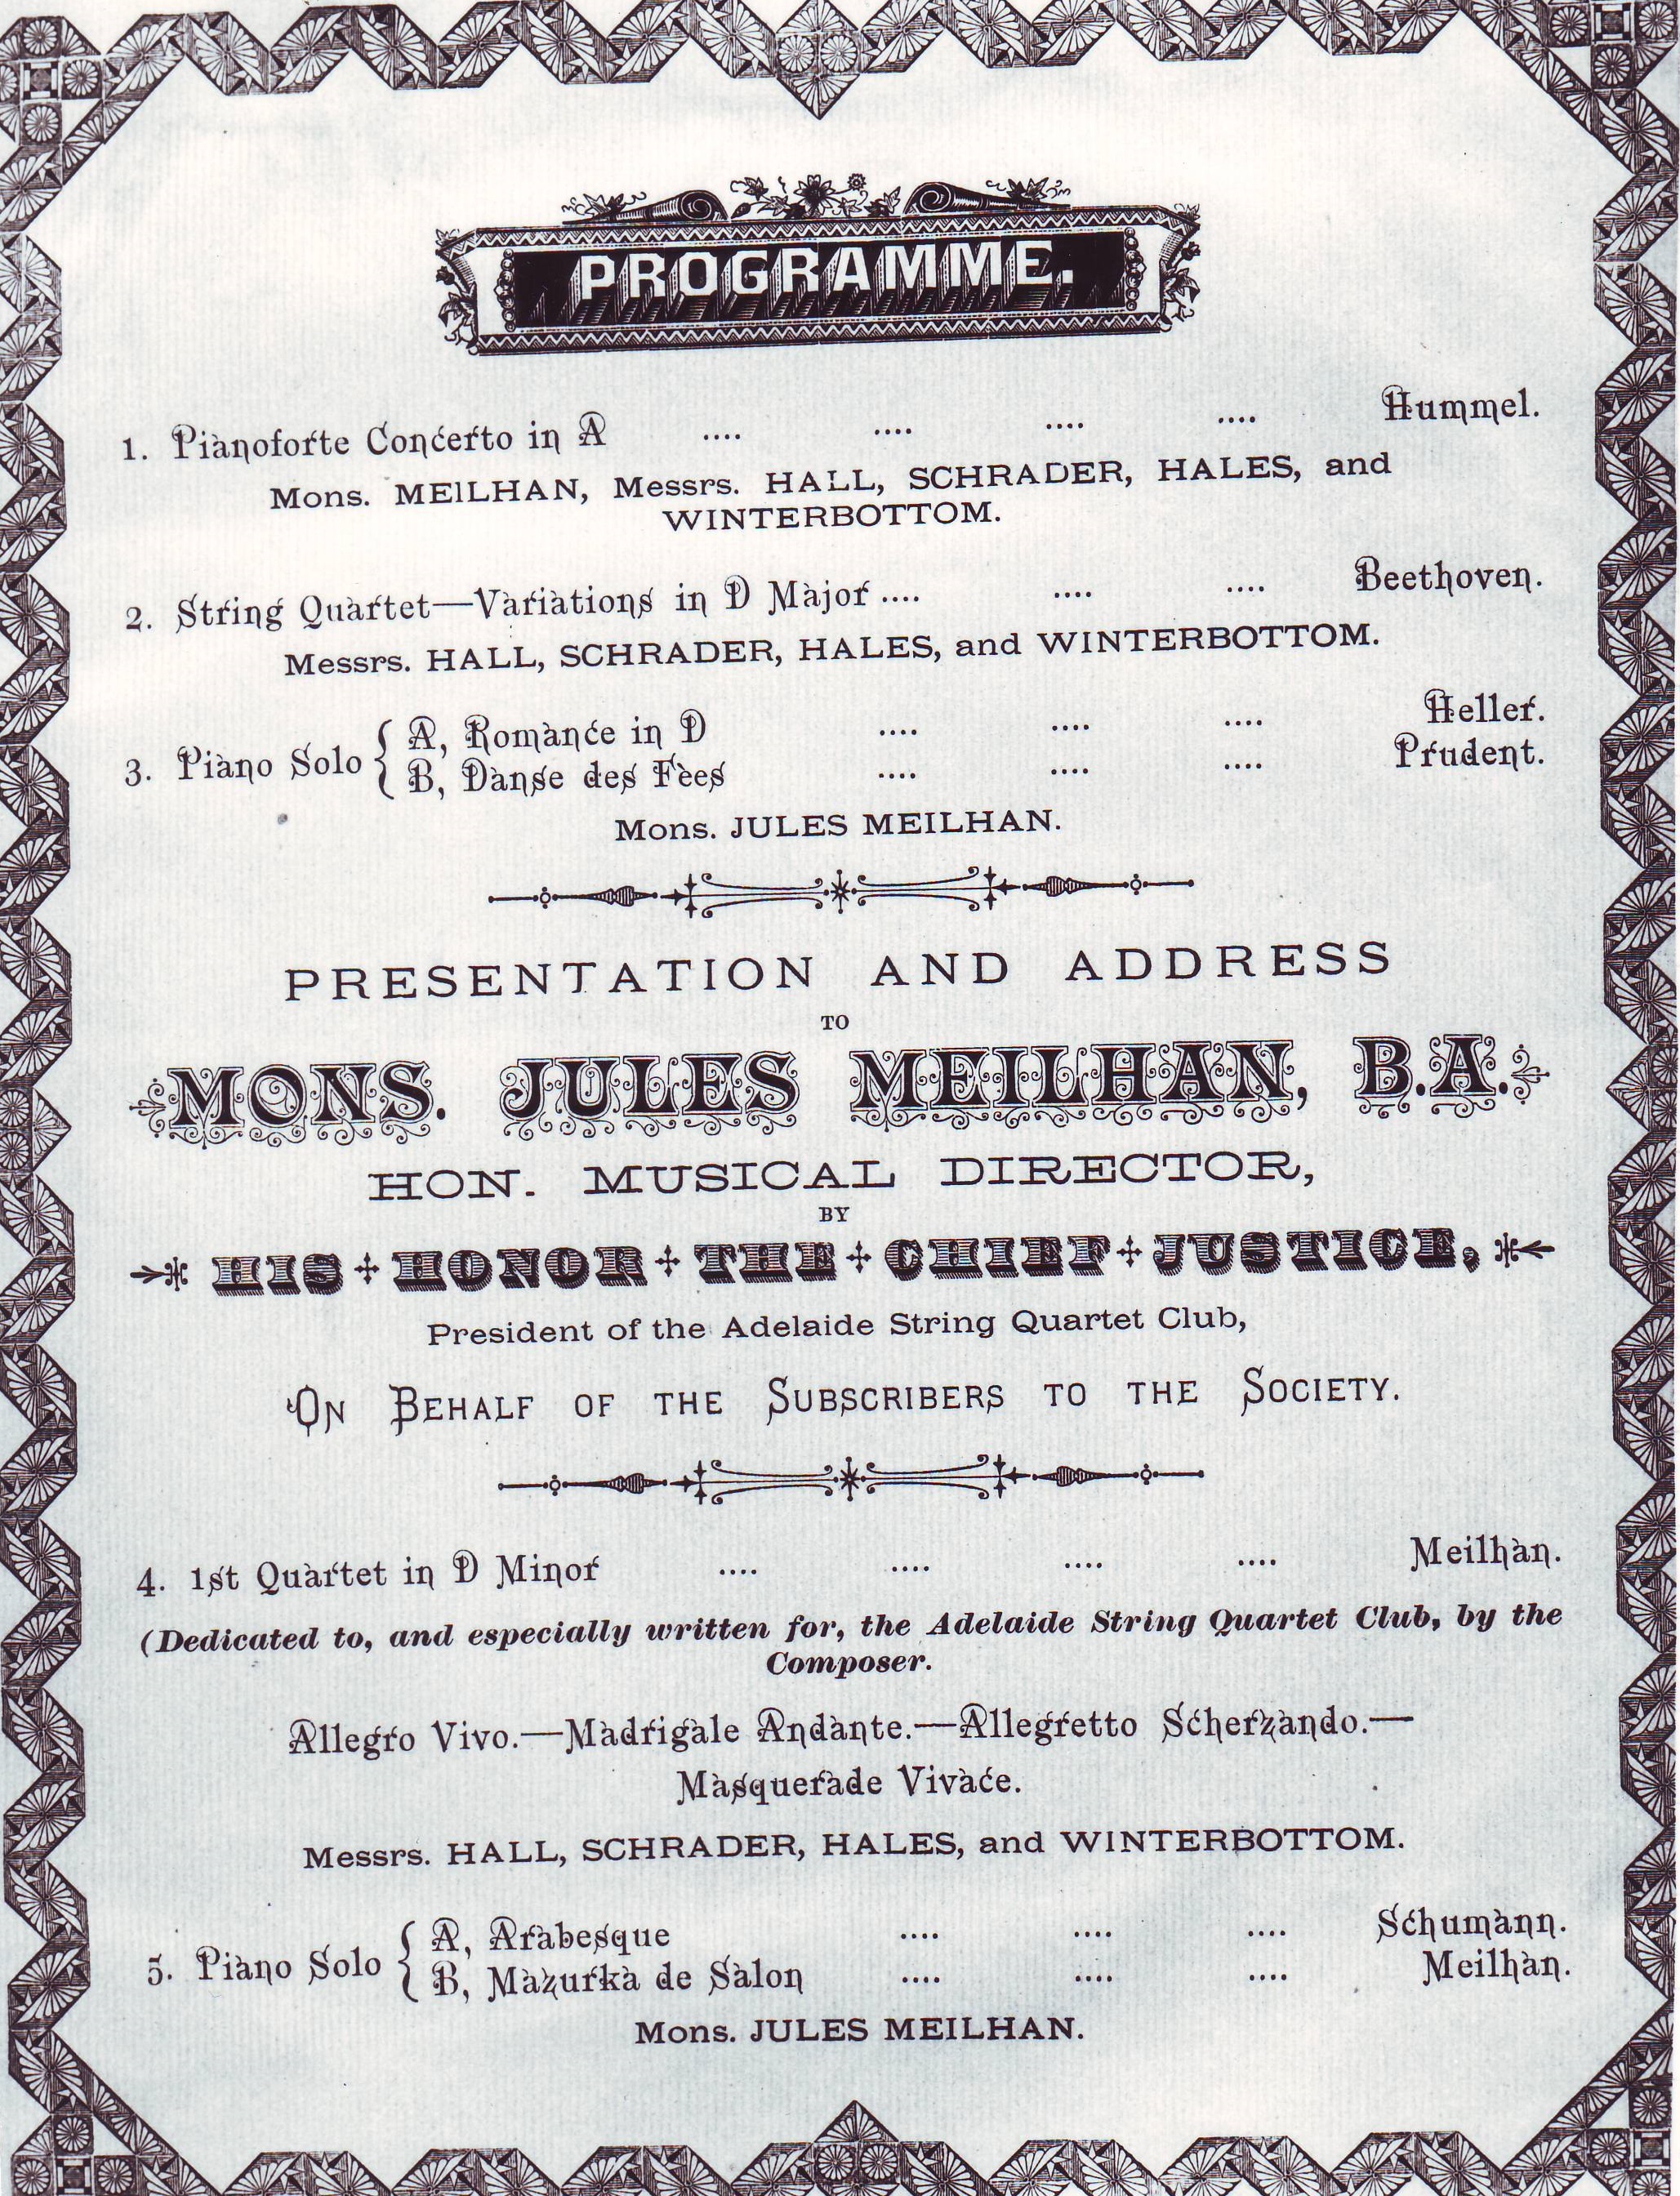 PROGRAMME.
1. Pianoforte Concerto in A .... .... .... .... Hummel.
Mons. MEILHAN, Messrs. HALL, SCHRADER, HALES, and
WINTERBOTTOM.
2. String Quartet—Variations in D Major .... .... .... Beethoven.
Messrs. HALL, SCHRADER, HALES, and WINTERBOTTOM.
3. Piano Solo { A, Romance in D .... .... .... Heller.
B, Danse des Fèes .... .... .... Prudent.
Mons. JULES MEILHAN.
PRESENTATION AND ADDRESS
TO
MONS. JULES MEILHAN, B.A.
HON. MUSICAL DIRECTOR,
BY
HIS HONOR THE CHIEF JUSTICE,
President of the Adelaide String Quartet Club,
ON BEHALF OF THE SUBSCRIBERS TO THE SOCIETY.
4. 1st Quartet in D Minor .... .... .... .... Meilhan.
(Dedicated to, and especially written for, the Adelaide String Quartet Club, by the
Composer.
Allegro Vivo.—Madrigale Andante.—Allegretto Scherzando.—
Masquerade Vivace.
Messrs. HALL, SCHRADER, HALES, and WINTERBOTTOM.
5. Piano Solo { A, Arabesque .... .... .... Schumann.
B, Mazurka de Salon .... .... .... Meilhan.
Mons. JULES MEILHAN.